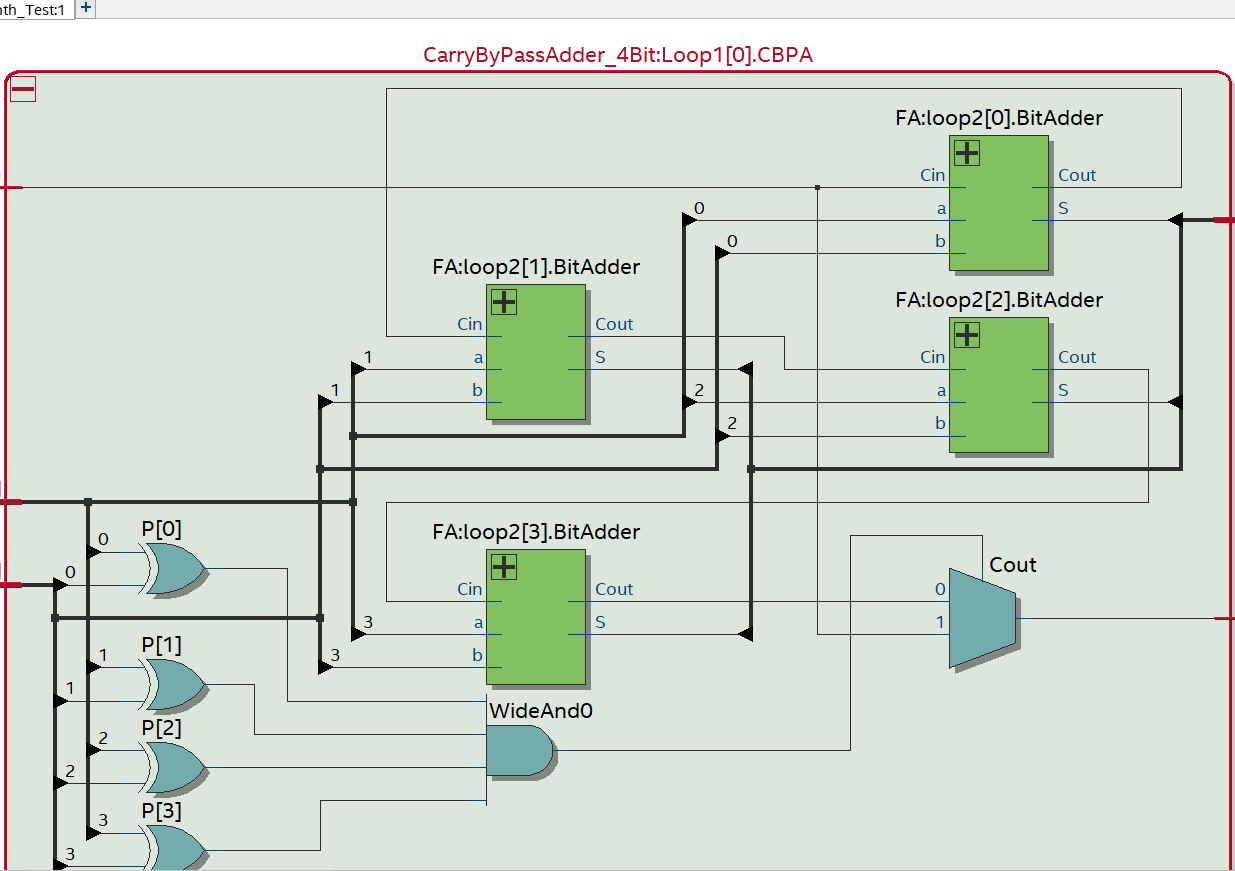 th_Test:1
CarryByPassAdder_4Bit:Loop1[0].CBPA
FA:loop2[0].BitAdder
Cin
Cout
0
a
S
0
b
FA:loop2[1].BitAdder
FA:loop2[2].BitAdder
Cin
Cout
1
a
S
Cin
Cout
1
b
2
a
S
2
b
P[0]
FA:loop2[3].BitAdder
0
0
Cin
Cout
Cout
0
3
a
S
1
P[1]
1
3
b
1
WideAnd0
P[2]
2
2
P[3]
3
3